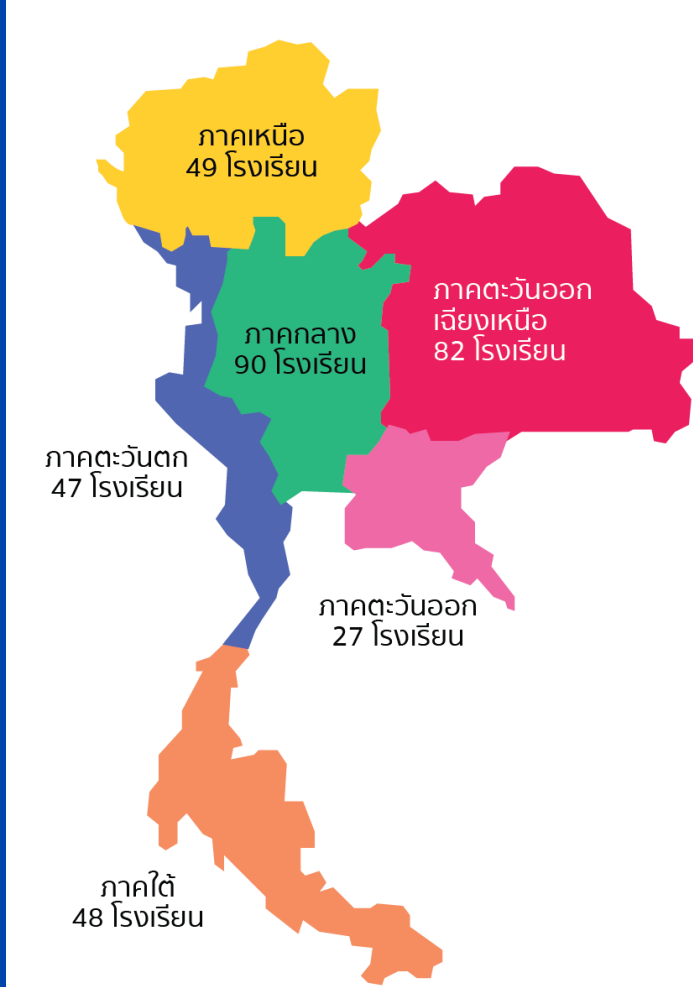 ภาคเหนือ
49 โรงเรียน
ภาคตะวันออก
เฉียงเหนือ
82 โรงเรียน
ภาคกลาง
90 โรงเรียน
ภาคตะวันตก
47 โรงเรียน
ภาคตะวันออก
27 โรงเรียน
ภาคใต้
48 โรงเรียน